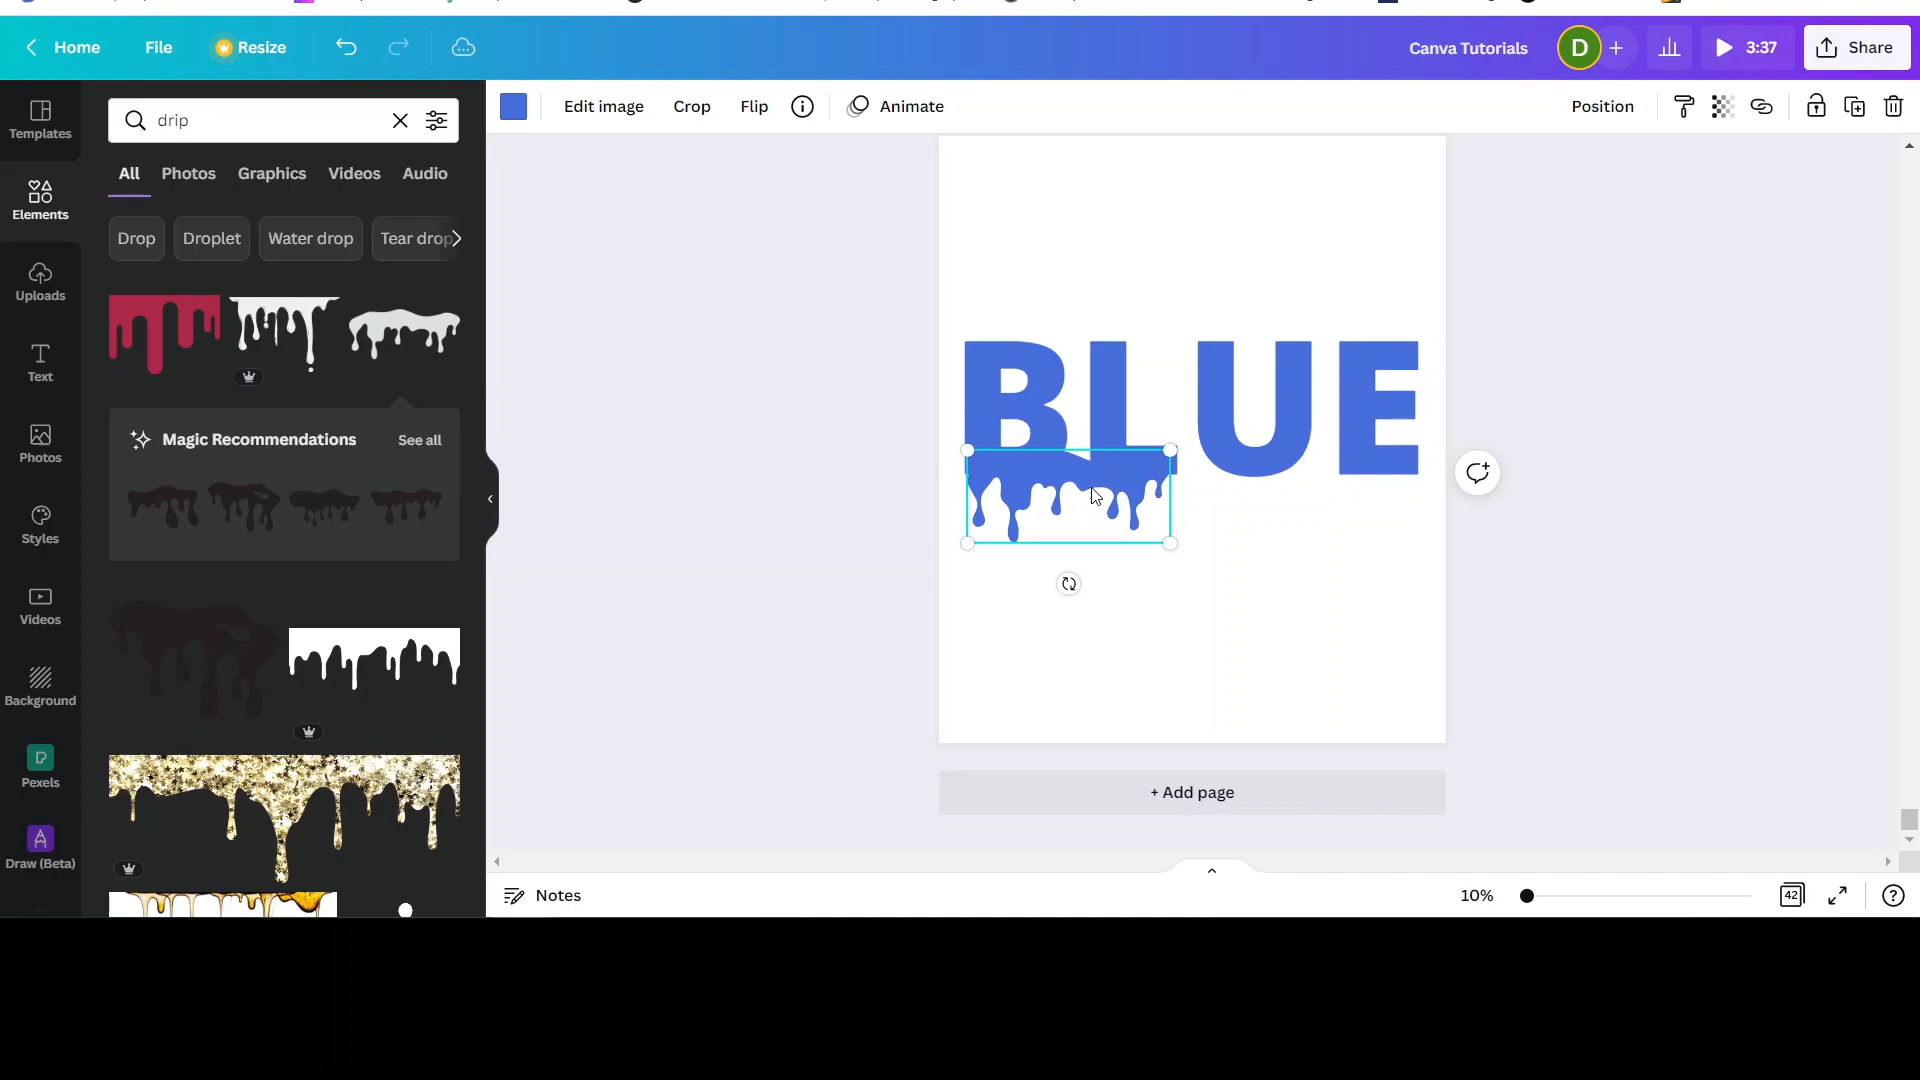 Home File Resize Canva Tutorials D + 3:37 Share
Templates
Elements
Uploads
Text
Photos
Styles
Videos
Background
Pexels
Draw (Beta)
drip
All Photos Graphics Videos Audio
Drop Droplet Water drop Tear drop
Magic Recommendations See all
Edit image Crop Flip Animate Position
BLUE
+ Add page
Notes 10% 42